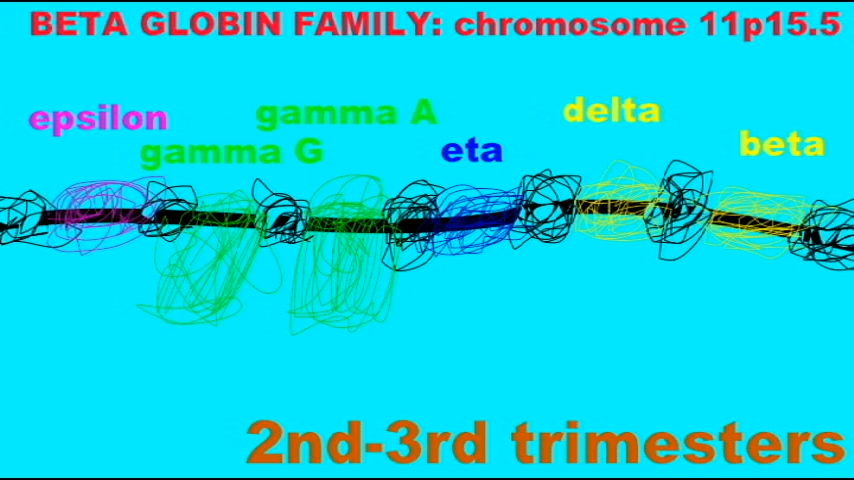 BETA GLOBIN FAMILY: chromosome 11p15.5
epsilon
gamma G
gamma A
eta
delta
beta
2nd-3rd trimesters